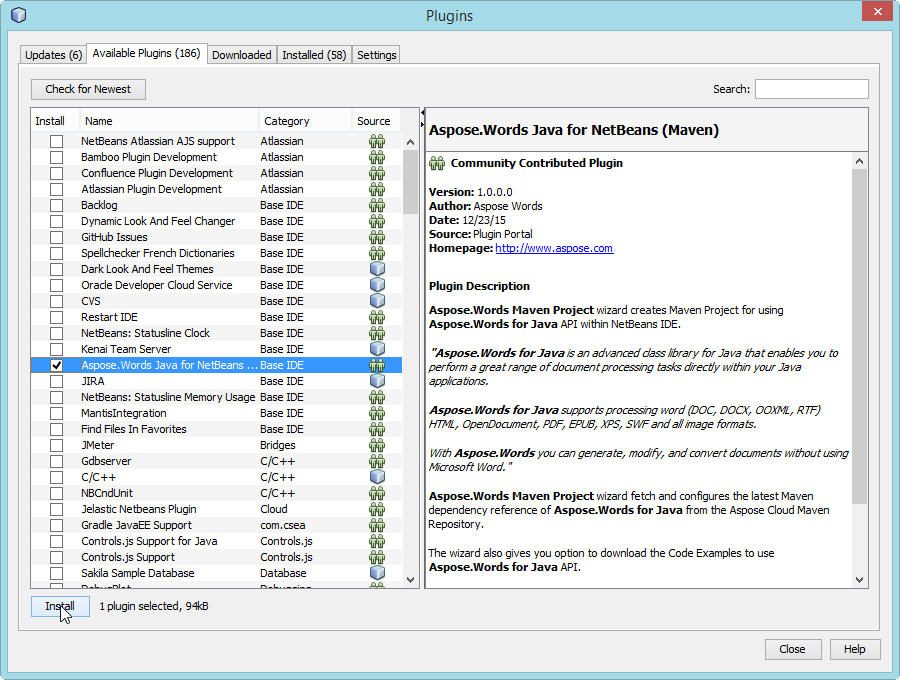 Plugins
Updates (6) Available Plugins (186) Downloaded Installed (58) Settings
Check for Newest Search:
Install Name Category Source
NetBeans Atlassian AJS support Atlassian
Bamboo Plugin Development Atlassian
Confluence Plugin Development Atlassian
Atlassian Plugin Development Atlassian
Backlog Base IDE
Dynamic Look And Feel Changer Base IDE
GitHub Issues Base IDE
Spellchecker French Dictionaries Base IDE
Dark Look And Feel Themes Base IDE
Oracle Developer Cloud Service Base IDE
CVS Base IDE
Restart IDE Base IDE
NetBeans: Statusline Clock Base IDE
Kenai Team Server Base IDE
Aspose.Words Java for NetBeans ... Base IDE
JIRA Base IDE
NetBeans: Statusline Memory Usage Base IDE
MantisIntegration Base IDE
Find Files In Favorites Base IDE
JMeter Bridges
Gdbserver C/C++
C/C++ C/C++
NBCndUnit C/C++
Jelastic Netbeans Plugin Cloud
Gradle JavaEE Support com.csea
Controls.js Support for Java Controls.js
Controls.js Support Controls.js
Sakila Sample Database Database
DebugPlot Debugging
Aspose.Words Java for NetBeans (Maven)
Community Contributed Plugin
Version: 1.0.0.0
Author: Aspose Words
Date: 12/23/15
Source: Plugin Portal
Homepage: http://www.aspose.com
Plugin Description
Aspose.Words Maven Project wizard creates Maven Project for using
Aspose.Words for Java API within NetBeans IDE.
"Aspose.Words for Java is an advanced class library for Java that enables you to
perform a great range of document processing tasks directly within your Java
applications.
Aspose.Words for Java supports processing word (DOC, DOCX, OOXML, RTF)
HTML, OpenDocument, PDF, EPUB, XPS, SWF and all image formats.
With Aspose.Words you can generate, modify, and convert documents without using
Microsoft Word."
Aspose.Words Maven Project wizard fetch and configures the latest Maven
dependency reference of Aspose.Words for Java from the Aspose Cloud Maven
Repository.
The wizard also gives you option to download the Code Examples to use
Aspose.Words for Java API.
Install 1 plugin selected, 94kB
Close Help